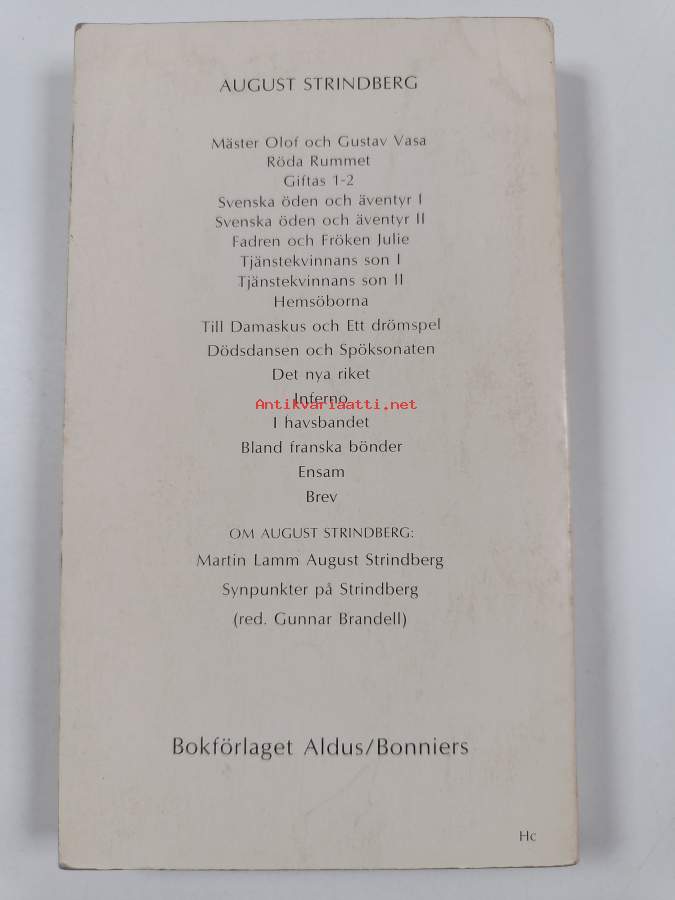 AUGUST STRINDBERG
Mäster Olof och Gustav Vasa
Röda Rummet
Giftas 1-2
Svenska öden och äventyr I
Svenska öden och äventyr II
Fadren och Fröken Julie
Tjänstekvinnans son I
Tjänstekvinnans son II
Hemsöborna
Till Damaskus och Ett drömspel
Dödsdansen och Spöksonaten
Det nya riket
Inferno
Antikvariaatti.net
I havsbandet
Bland franska bönder
Ensam
Brev
OM AUGUST STRINDBERG:
Martin Lamm August Strindberg
Synpunkter på Strindberg
(red. Gunnar Brandell)
Bokförlaget Aldus/Bonniers
Hc